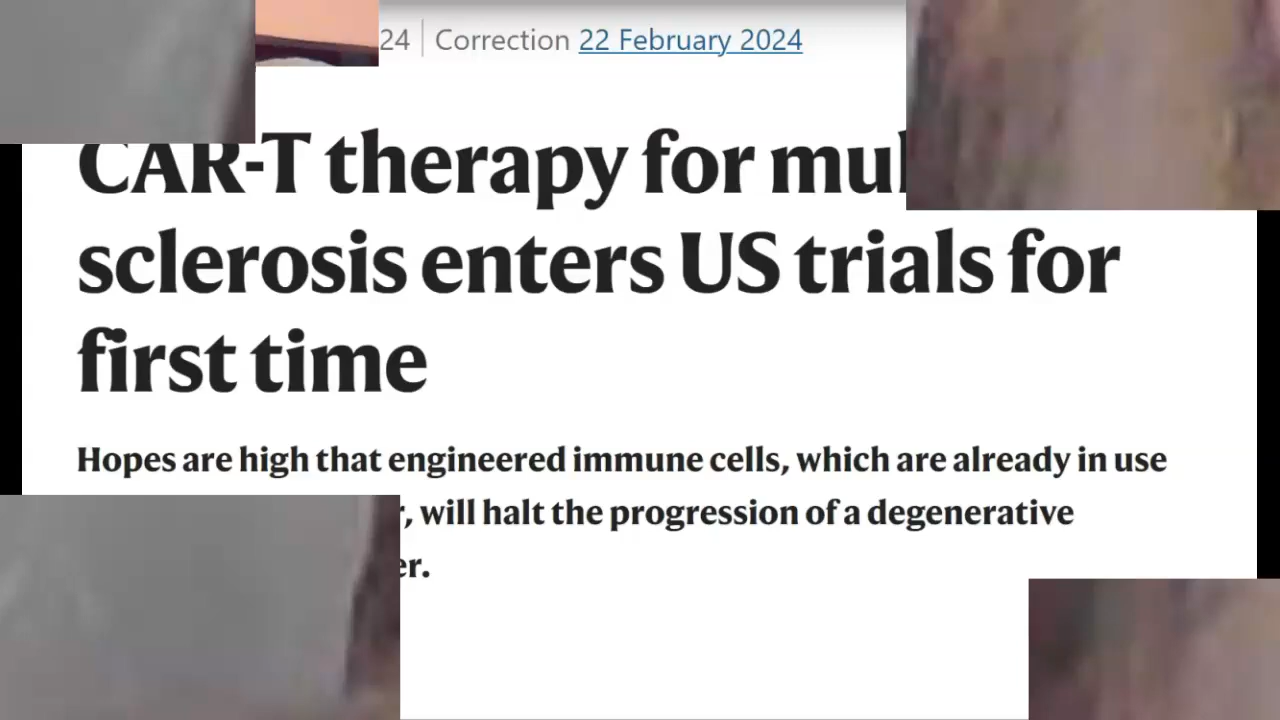 24 | Correction 22 February 2024
CAR-T therapy for mul
sclerosis enters US trials for
first time
Hopes are high that engineered immune cells, which are already in use
, will halt the progression of a degenerative
er.